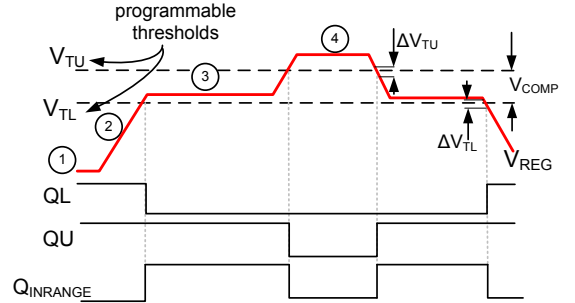 programmable
thresholds
4
ΔV_TU
V_TU
3
V_COMP
V_TL
2
ΔV_TL
1
V_REG
QL
QU
Q_INRANGE